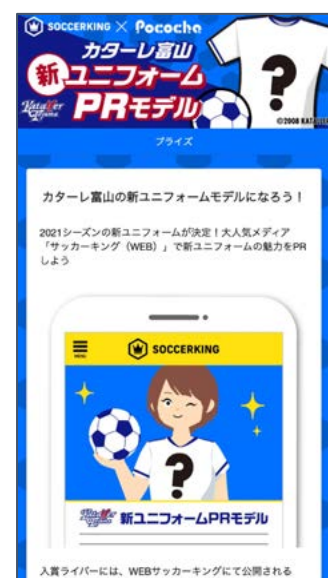 SOCCERKING × Pococha
カターレ富山
新ユニフォーム
Kataller Toyama
PRモデル
?
©2008 KATALLER
プライズ
カターレ富山の新ユニフォームモデルになろう！
2021シーズンの新ユニフォームが決定！大人気メディア
「サッカーキング（WEB）」で新ユニフォームの魅力をPR
しよう
MENU
SOCCERKING
?
Kataller Toyama
新ユニフォームPRモデル
入賞ライバーには、WEBサッカーキングにて公開される